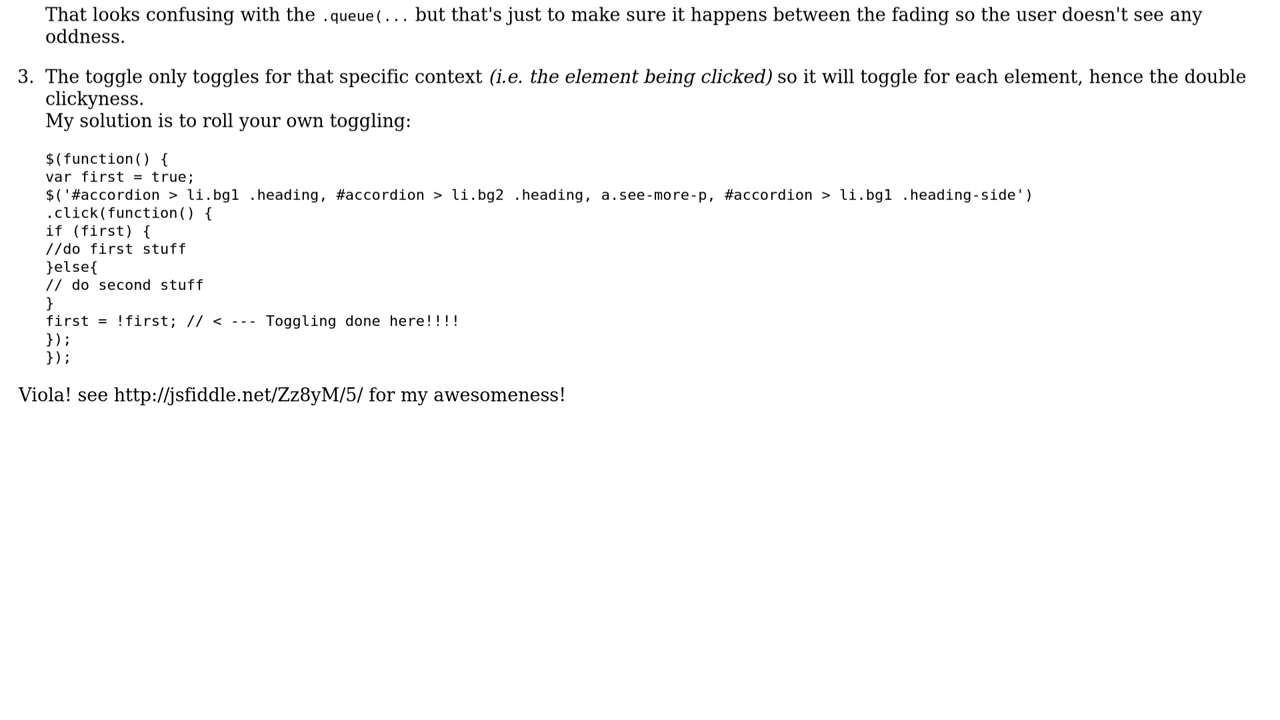 That looks confusing with the .queue(... but that's just to make sure it happens between the fading so the user doesn't see any
oddness.
3. The toggle only toggles for that specific context (i.e. the element being clicked) so it will toggle for each element, hence the double
clickyness.
My solution is to roll your own toggling:
$(function() {
var first = true;
$('#accordion > li.bg1 .heading, #accordion > li.bg2 .heading, a.see-more-p, #accordion > li.bg1 .heading-side')
.click(function() {
if (first) {
//do first stuff
}else{
// do second stuff
}
first = !first; // < --- Toggling done here!!!!
});
});
Viola! see http://jsfiddle.net/Zz8yM/5/ for my awesomeness!